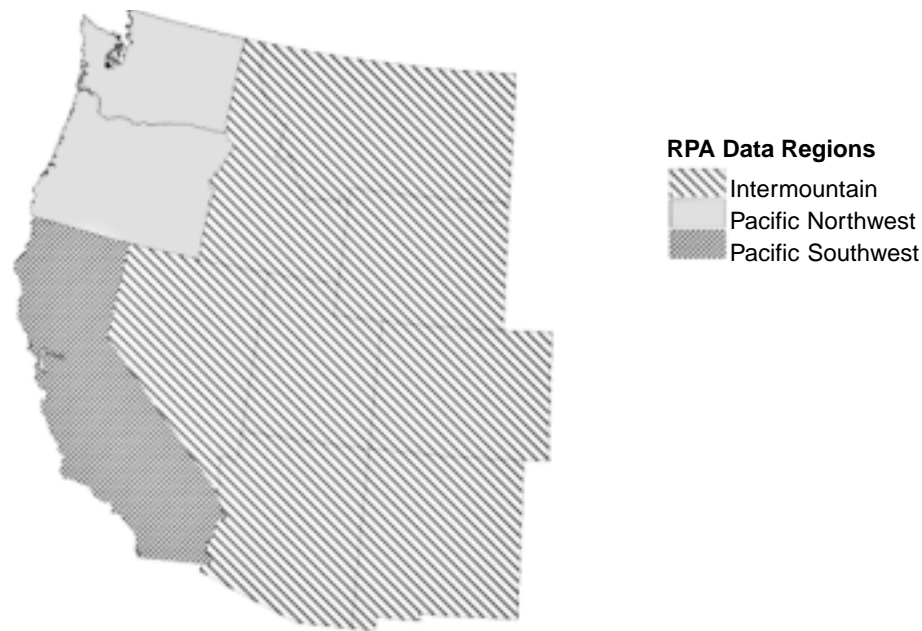 RPA Data Regions
Intermountain
Pacific Northwest
Pacific Southwest